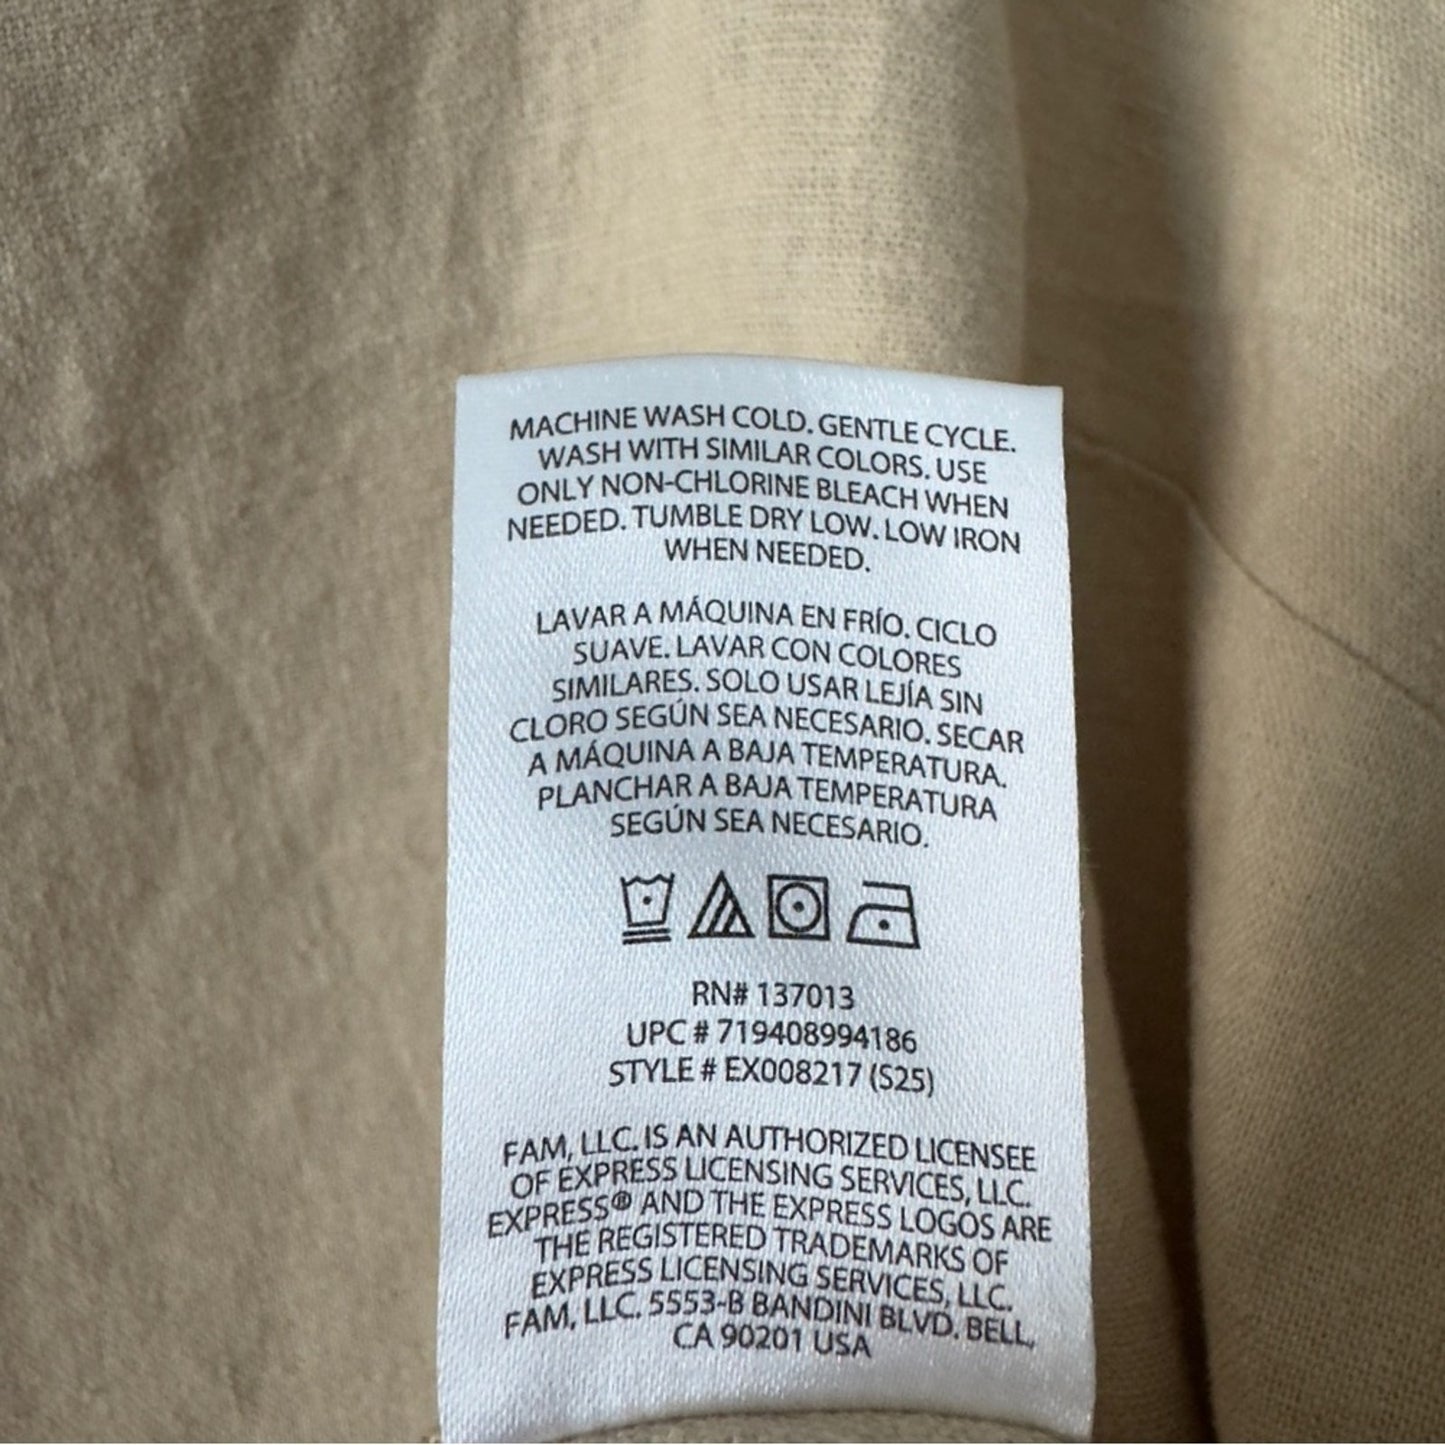 MACHINE WASH COLD. GENTLE CYCLE.
WASH WITH SIMILAR COLORS. USE
ONLY NON-CHLORINE BLEACH WHEN
NEEDED. TUMBLE DRY LOW. LOW IRON
WHEN NEEDED.
LAVAR A MÁQUINA EN FRÍO. CICLO
SUAVE. LAVAR CON COLORES
SIMILARES. SOLO USAR LEJÍA SIN
CLORO SEGÚN SEA NECESARIO. SECAR
A MÁQUINA A BAJA TEMPERATURA.
PLANCHAR A BAJA TEMPERATURA
SEGÚN SEA NECESARIO.
RN# 137013
UPC # 719408994186
STYLE # EX008217 (S25)
FAM, LLC. IS AN AUTHORIZED LICENSEE
OF EXPRESS LICENSING SERVICES, LLC.
EXPRESS® AND THE EXPRESS LOGOS ARE
THE REGISTERED TRADEMARKS OF
EXPRESS LICENSING SERVICES, LLC.
FAM, LLC. 5553-B BANDINI BLVD. BELL,
CA 90201 USA